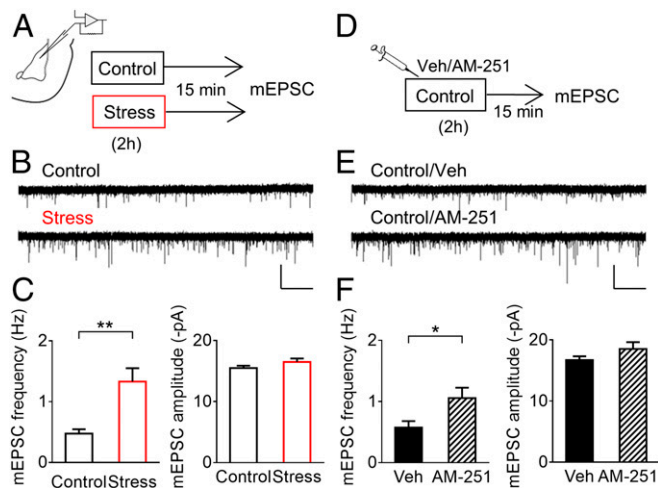 A
Control
15 min
mEPSC
Stress
(2h)
B
Control
Stress
C
mEPSC frequency (Hz)
2
1
0
**
Control Stress
mEPSC amplitude (-pA)
20
10
0
Control Stress
D
Veh/AM-251
Control
mEPSC
15 min
(2h)
E
Control/Veh
Control/AM-251
F
mEPSC frequency (Hz)
2
1
0
*
Veh AM-251
mEPSC amplitude (-pA)
20
10
0
Veh AM-251